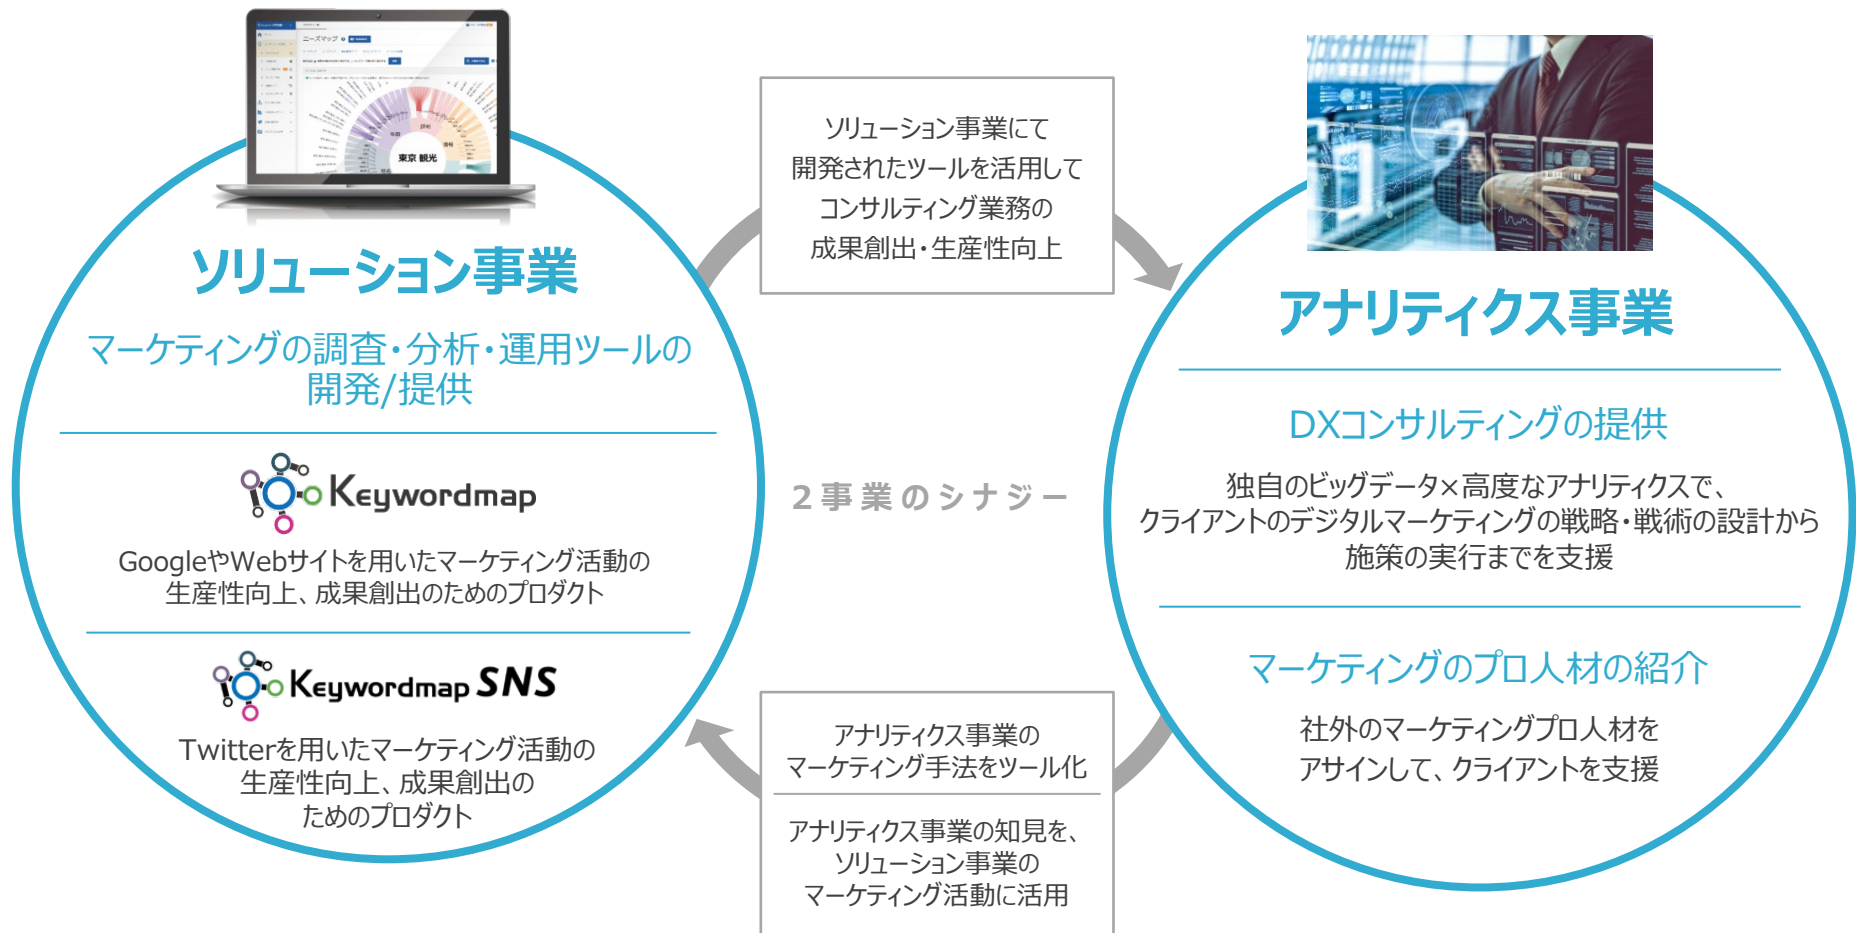 ニーズマップ
年間
評判
情報
東京 観光
ソリューション事業
マーケティングの調査・分析・運用ツールの
開発/提供
Keywordmap
GoogleやWebサイトを用いたマーケティング活動の
生産性向上、成果創出のためのプロダクト
Keywordmap SNS
Twitterを用いたマーケティング活動の
生産性向上、成果創出の
ためのプロダクト
ソリューション事業にて
開発されたツールを活用して
コンサルティング業務の
成果創出・生産性向上
2事業のシナジー
アナリティクス事業の
マーケティング手法をツール化
アナリティクス事業の知見を、
ソリューション事業の
マーケティング活動に活用
アナリティクス事業
DXコンサルティングの提供
独自のビッグデータ×高度なアナリティクスで、
クライアントのデジタルマーケティングの戦略・戦術の設計から
施策の実行までを支援
マーケティングのプロ人材の紹介
社外のマーケティングプロ人材を
アサインして、クライアントを支援